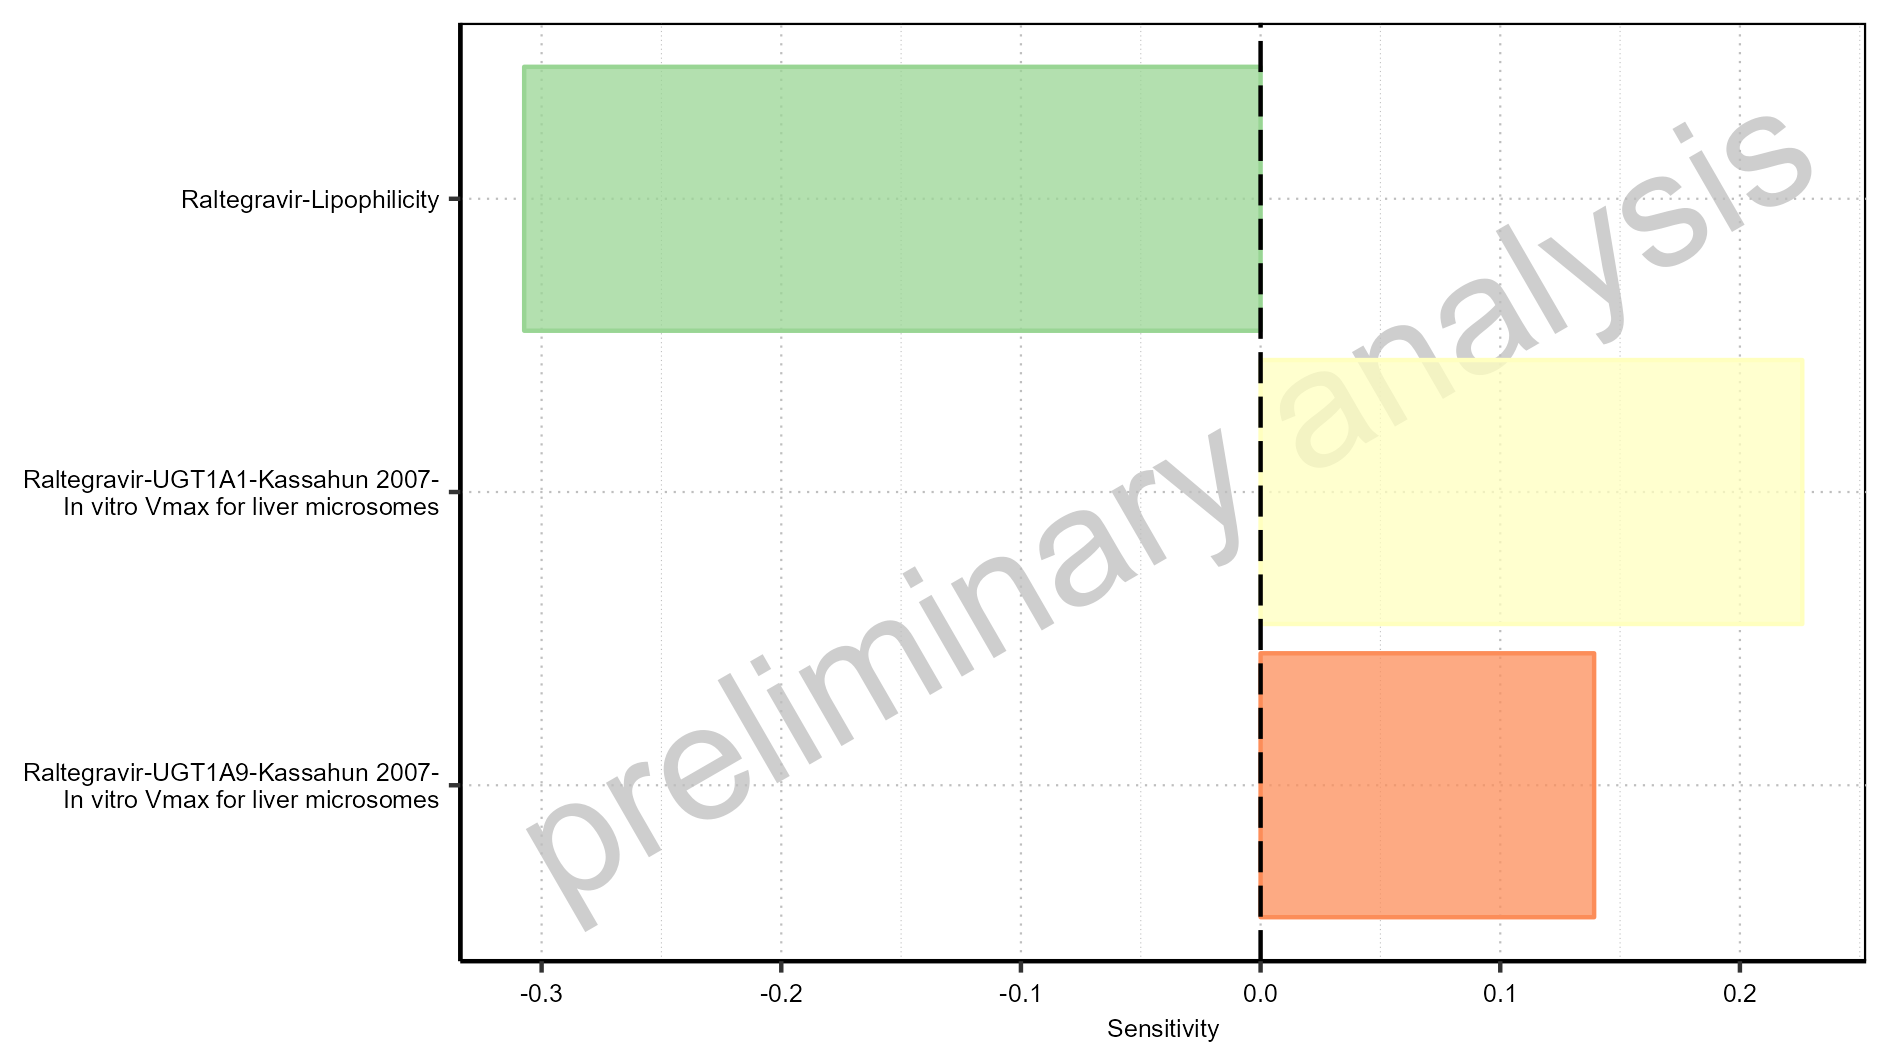 Raltegravir-Lipophilicity
Raltegravir-UGT1A1-Kassahun 2007-
In vitro Vmax for liver microsomes
Raltegravir-UGT1A9-Kassahun 2007-
In vitro Vmax for liver microsomes
preliminary analysis
-0.3 -0.2 -0.1 0.0 0.1 0.2
Sensitivity